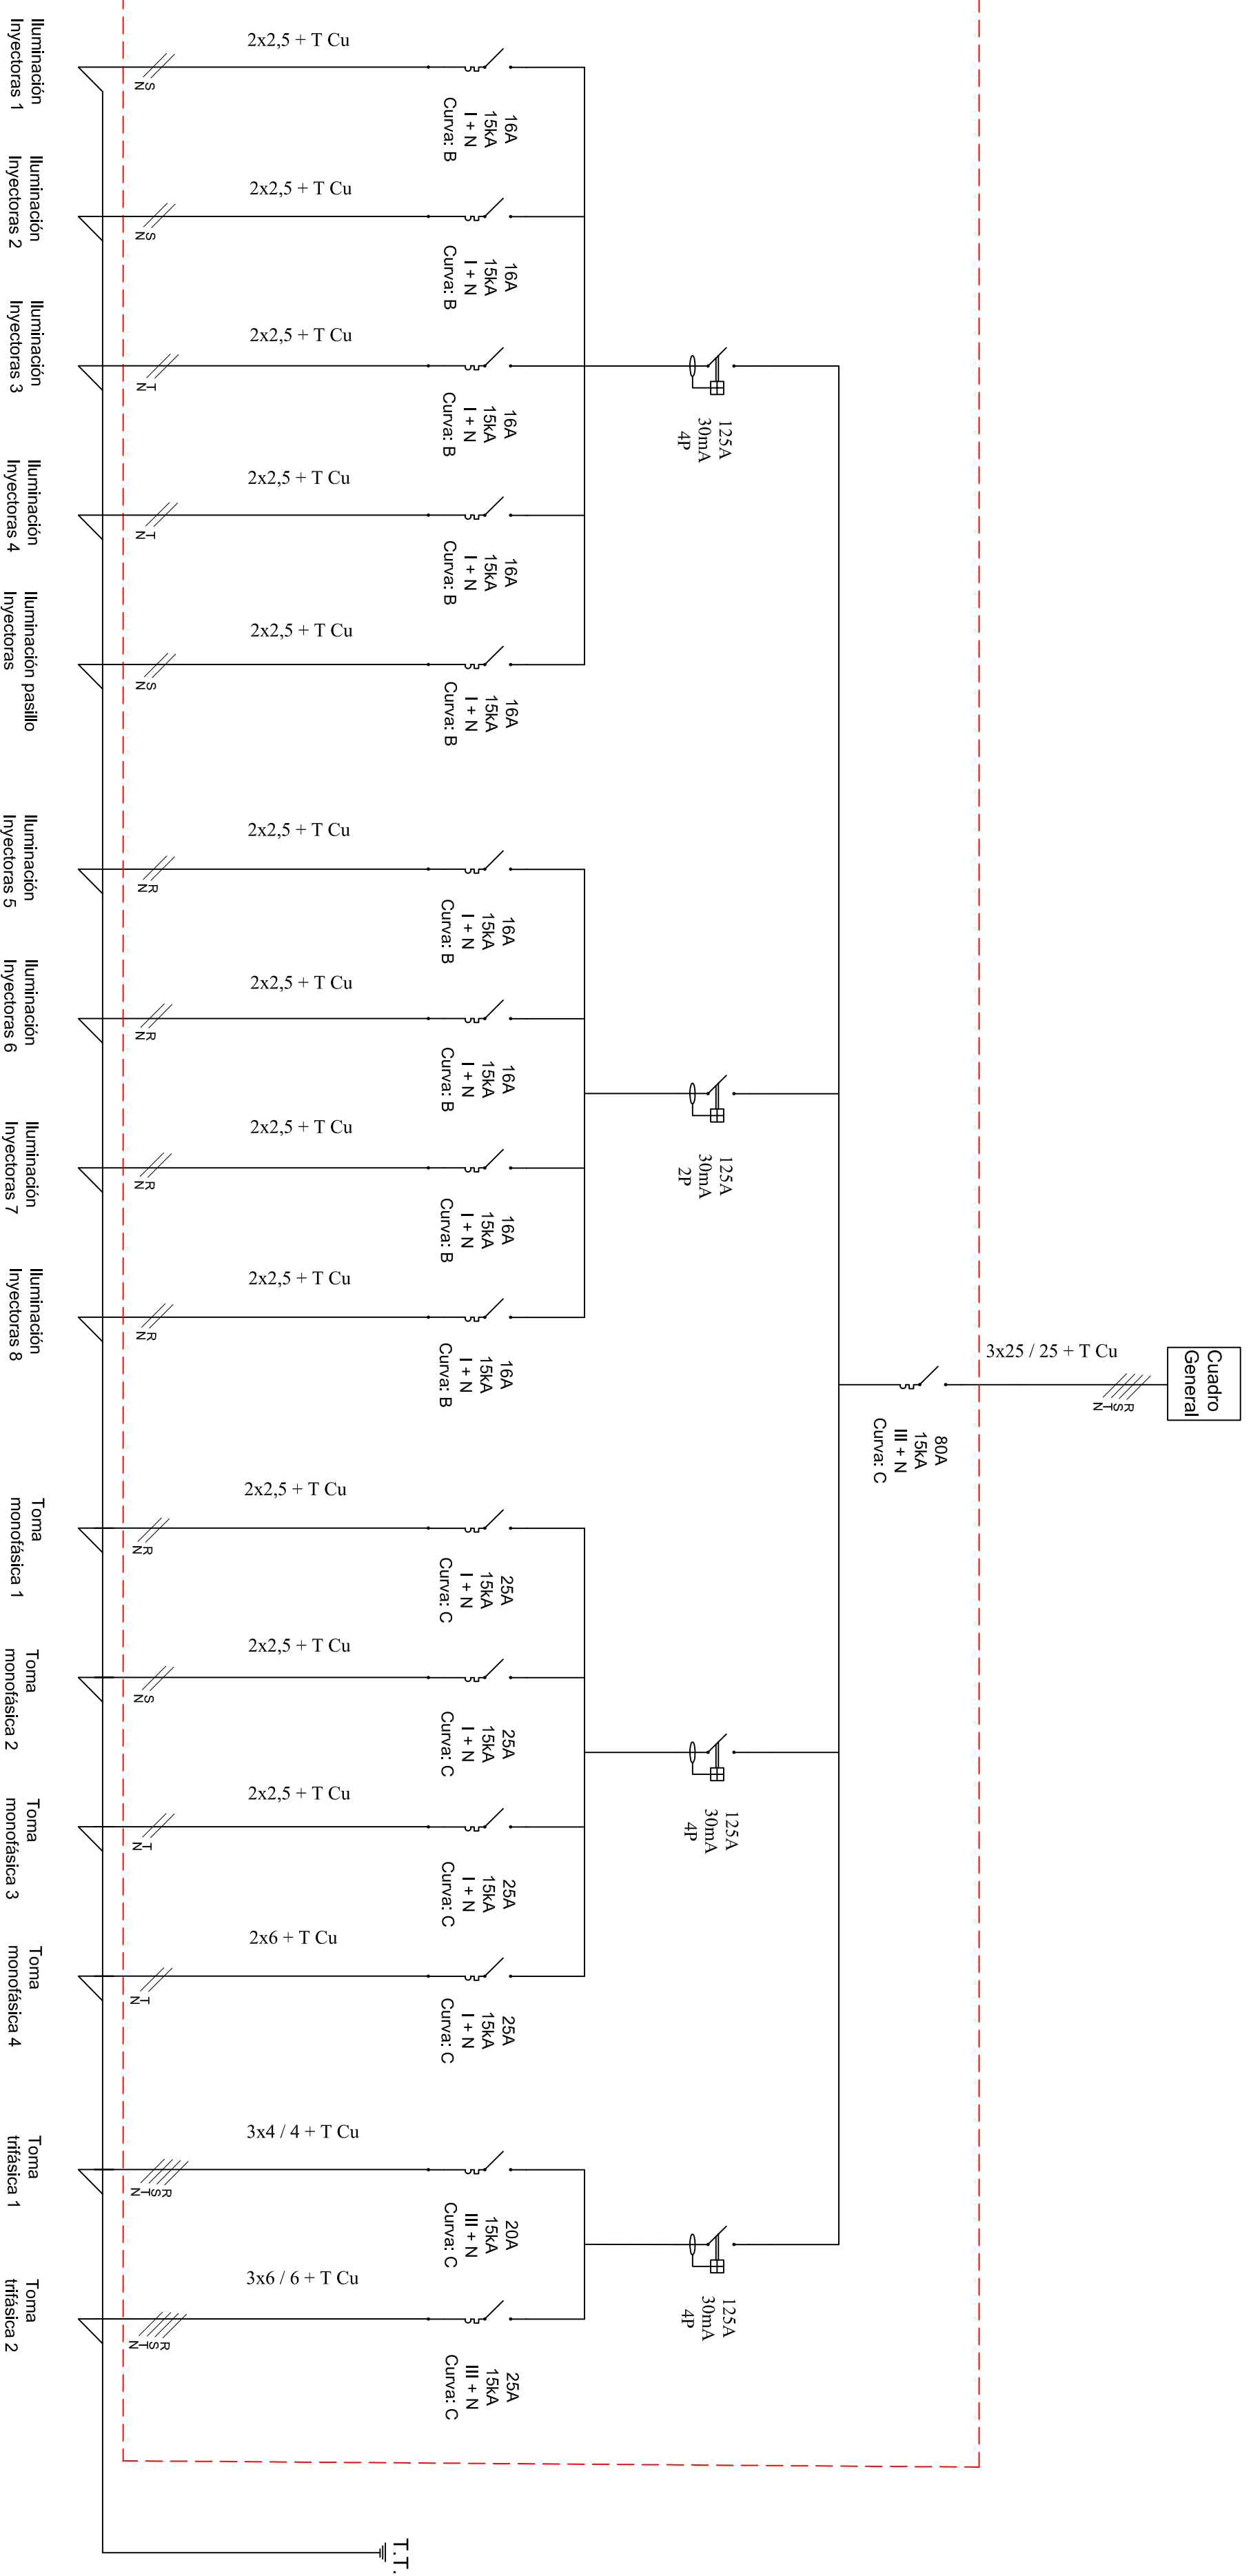 Cuadro
General
3x25 / 25 + T Cu
R
S
T
N
80A
15kA
III + N
Curva: C
125A
30mA
4P
125A
30mA
2P
125A
30mA
4P
125A
30mA
4P
16A
15kA
I + N
Curva: B
2x2,5 + T Cu
S
N
Iluminación
Inyectoras 1
16A
15kA
I + N
Curva: B
2x2,5 + T Cu
S
N
Iluminación
Inyectoras 2
16A
15kA
I + N
Curva: B
2x2,5 + T Cu
T
N
Iluminación
Inyectoras 3
16A
15kA
I + N
Curva: B
2x2,5 + T Cu
T
N
Iluminación
Inyectoras 4
16A
15kA
I + N
Curva: B
2x2,5 + T Cu
S
N
Iluminación pasillo
Inyectoras
16A
15kA
I + N
Curva: B
2x2,5 + T Cu
R
N
Iluminación
Inyectoras 5
16A
15kA
I + N
Curva: B
2x2,5 + T Cu
R
N
Iluminación
Inyectoras 6
16A
15kA
I + N
Curva: B
2x2,5 + T Cu
R
N
Iluminación
Inyectoras 7
16A
15kA
I + N
Curva: B
2x2,5 + T Cu
R
N
Iluminación
Inyectoras 8
25A
15kA
I + N
Curva: C
2x2,5 + T Cu
R
N
Toma
monofásica 1
25A
15kA
I + N
Curva: C
2x2,5 + T Cu
S
N
Toma
monofásica 2
25A
15kA
I + N
Curva: C
2x2,5 + T Cu
T
N
Toma
monofásica 3
25A
15kA
I + N
Curva: C
2x6 + T Cu
T
N
Toma
monofásica 4
20A
15kA
III + N
Curva: C
3x4 / 4 + T Cu
R
S
T
N
Toma
trifásica 1
25A
15kA
III + N
Curva: C
3x6 / 6 + T Cu
R
S
T
N
Toma
trifásica 2
T.T.